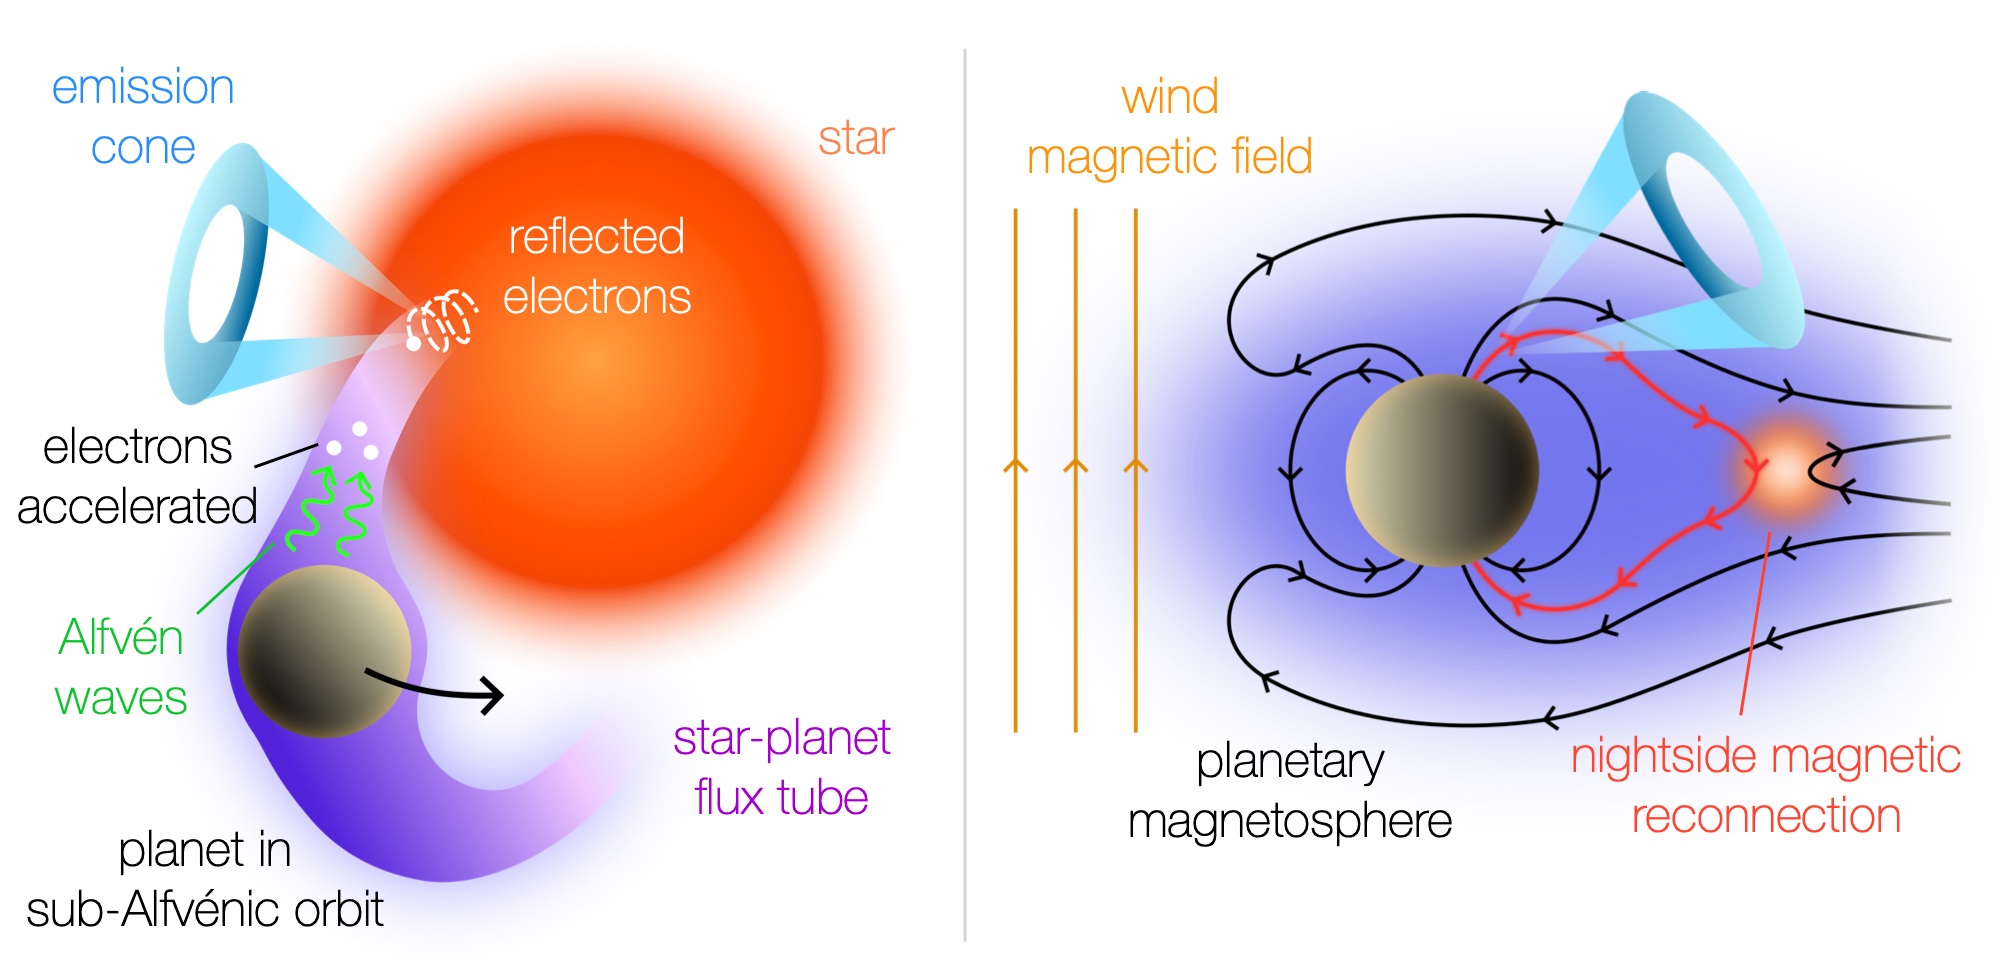 emission
cone
star
reflected
electrons
electrons
accelerated
Alfvén
waves
star-planet
flux tube
planet in
sub-Alfvénic orbit
wind
magnetic field
planetary
magnetosphere
nightside magnetic
reconnection